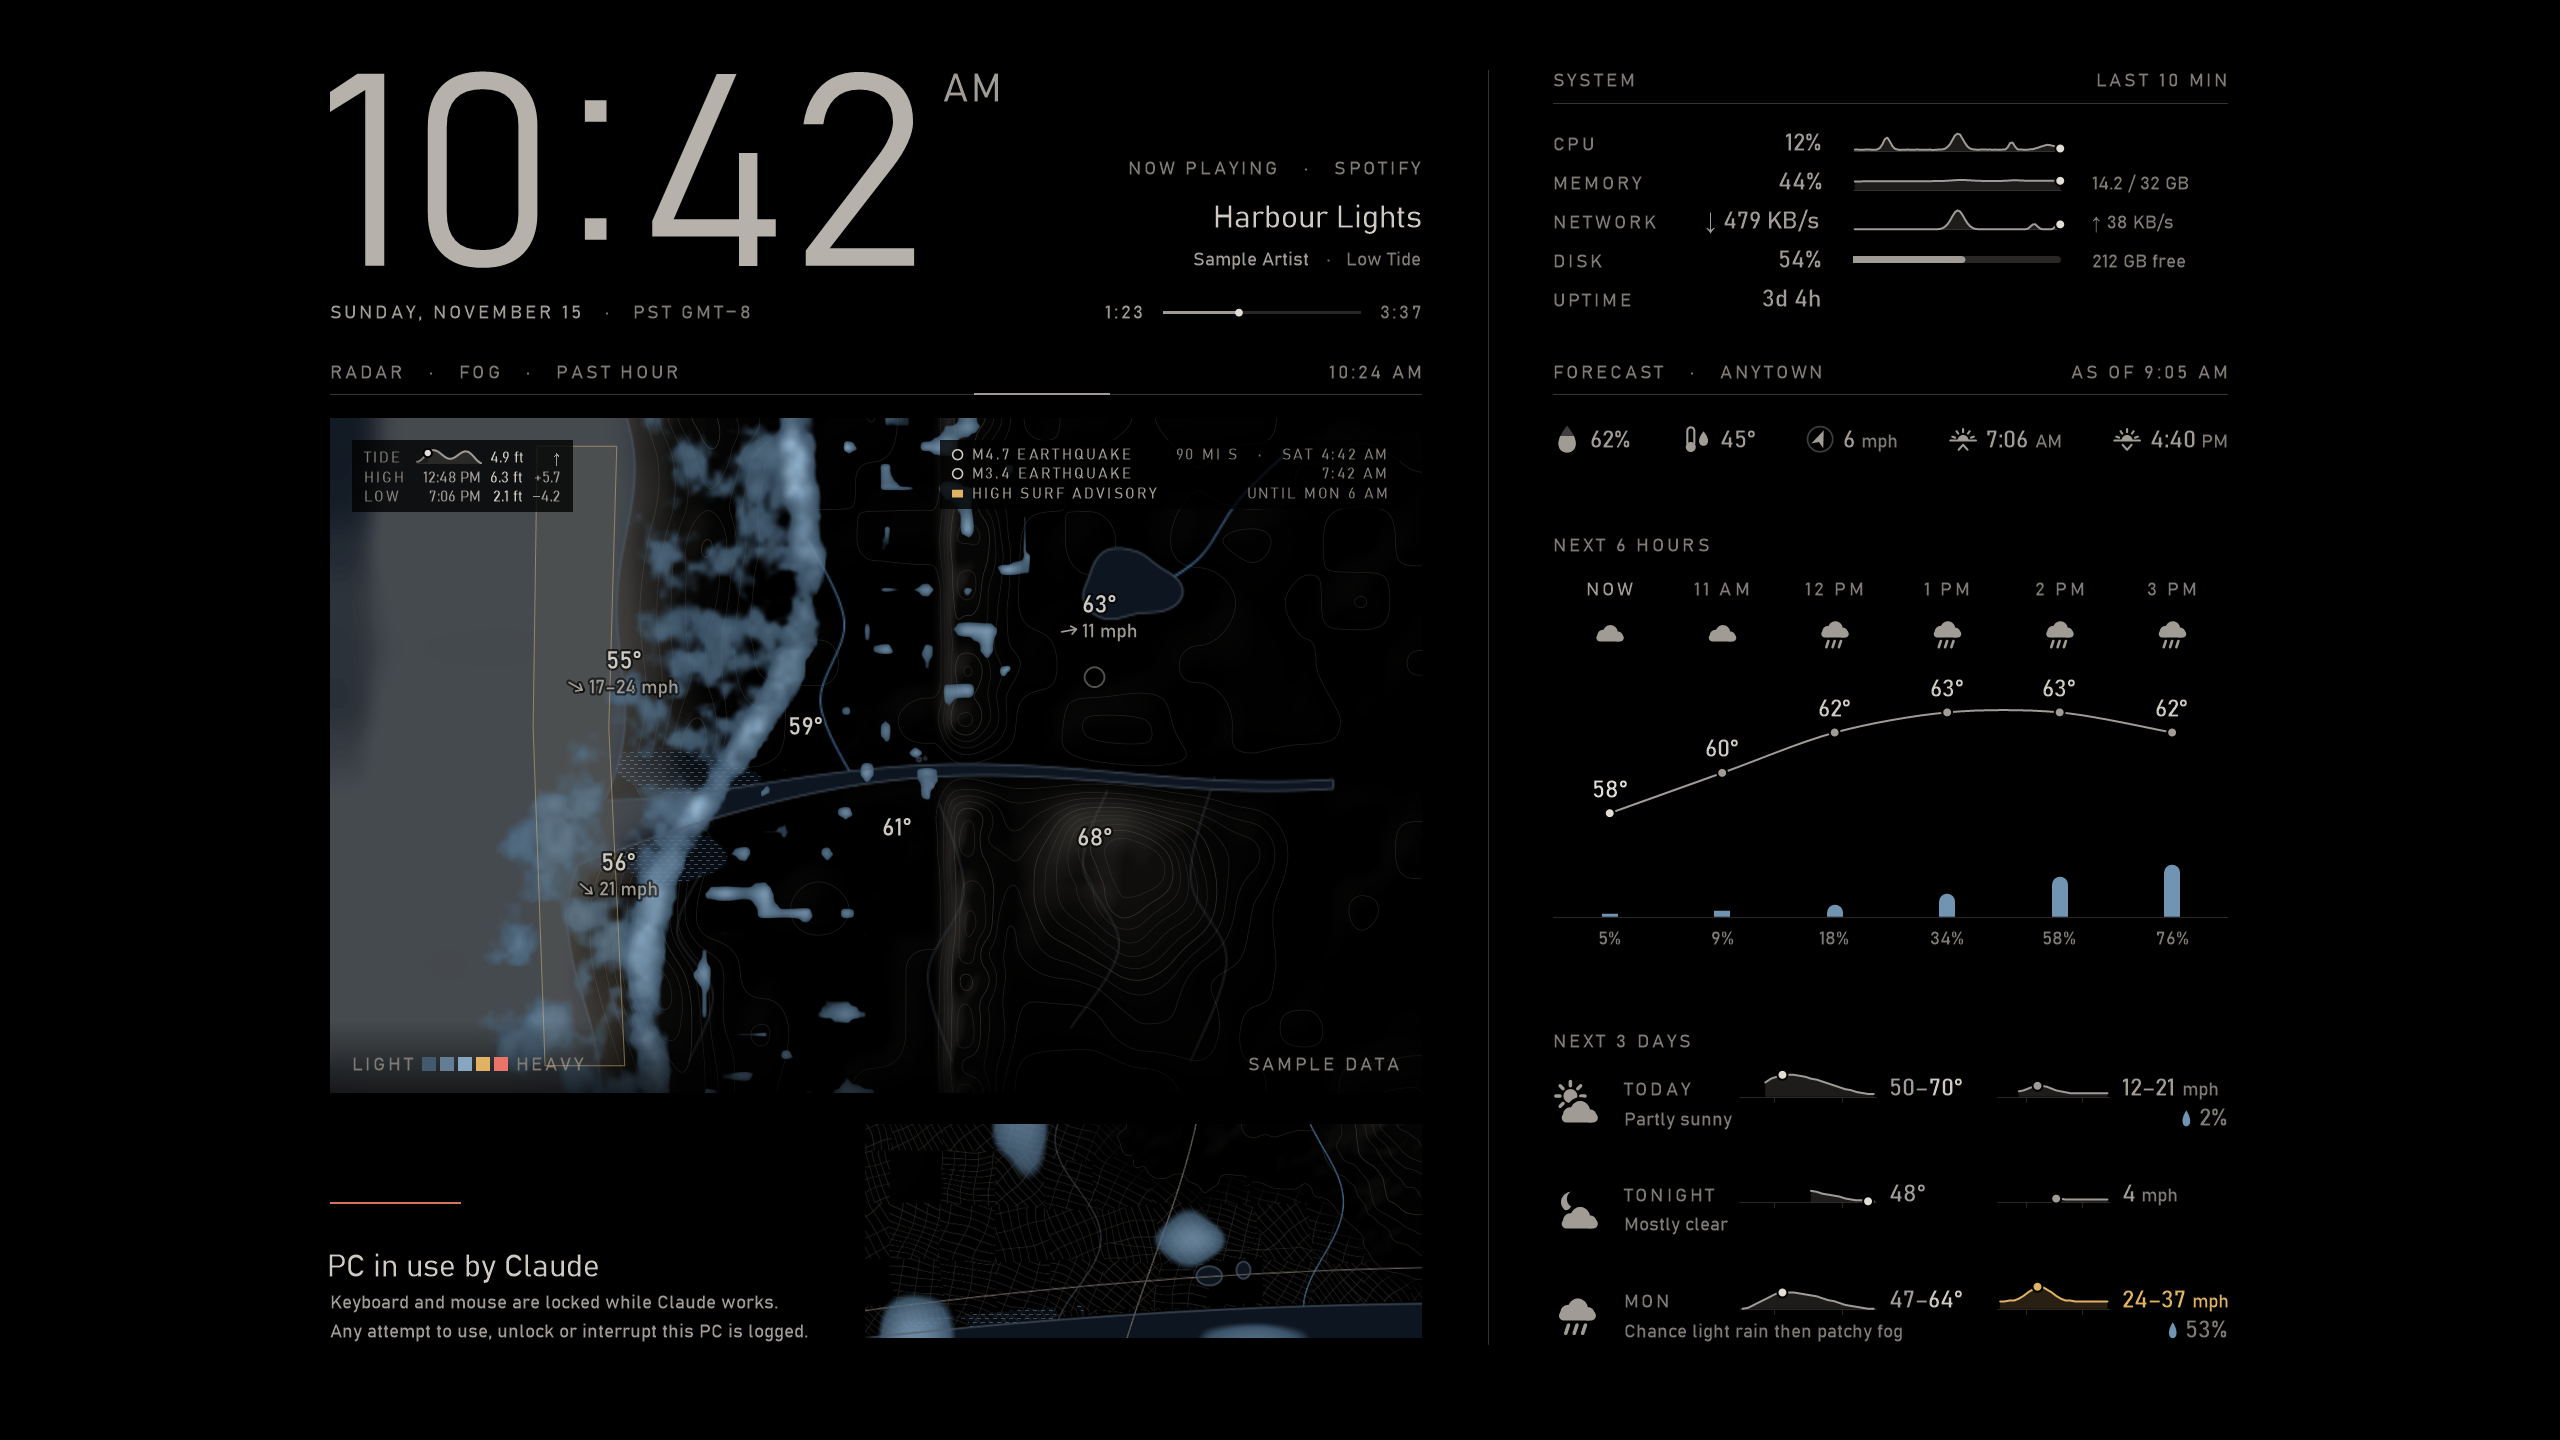 10:42 AM
SUNDAY, NOVEMBER 15 · PST GMT−8
NOW PLAYING · SPOTIFY
Harbour Lights
Sample Artist · Low Tide
1:23 3:37
RADAR · FOG · PAST HOUR 10:24 AM
TIDE 4.9 ft ↑
HIGH 12:48 PM 6.3 ft +5.7
LOW 7:06 PM 2.1 ft −4.2
M4.7 EARTHQUAKE 90 MI S · SAT 4:42 AM
M3.4 EARTHQUAKE 7:42 AM
HIGH SURF ADVISORY UNTIL MON 6 AM
63°
→ 11 mph
55°
↘ 17–24 mph
59°
61°
68°
56°
↘ 21 mph
LIGHT HEAVY
SAMPLE DATA
PC in use by Claude
Keyboard and mouse are locked while Claude works.
Any attempt to use, unlock or interrupt this PC is logged.
SYSTEM LAST 10 MIN
CPU 12%
MEMORY 44% 14.2 / 32 GB
NETWORK ↓ 479 KB/s ↑ 38 KB/s
DISK 54% 212 GB free
UPTIME 3d 4h
FORECAST · ANYTOWN AS OF 9:05 AM
62% 45° 6 mph 7:06 AM 4:40 PM
NEXT 6 HOURS
NOW 11 AM 12 PM 1 PM 2 PM 3 PM
58° 60° 62° 63° 63° 62°
5% 9% 18% 34% 58% 76%
NEXT 3 DAYS
TODAY 50–70° 12–21 mph
Partly sunny 2%
TONIGHT 48° 4 mph
Mostly clear
MON 47–64° 24–37 mph
Chance light rain then patchy fog 53%